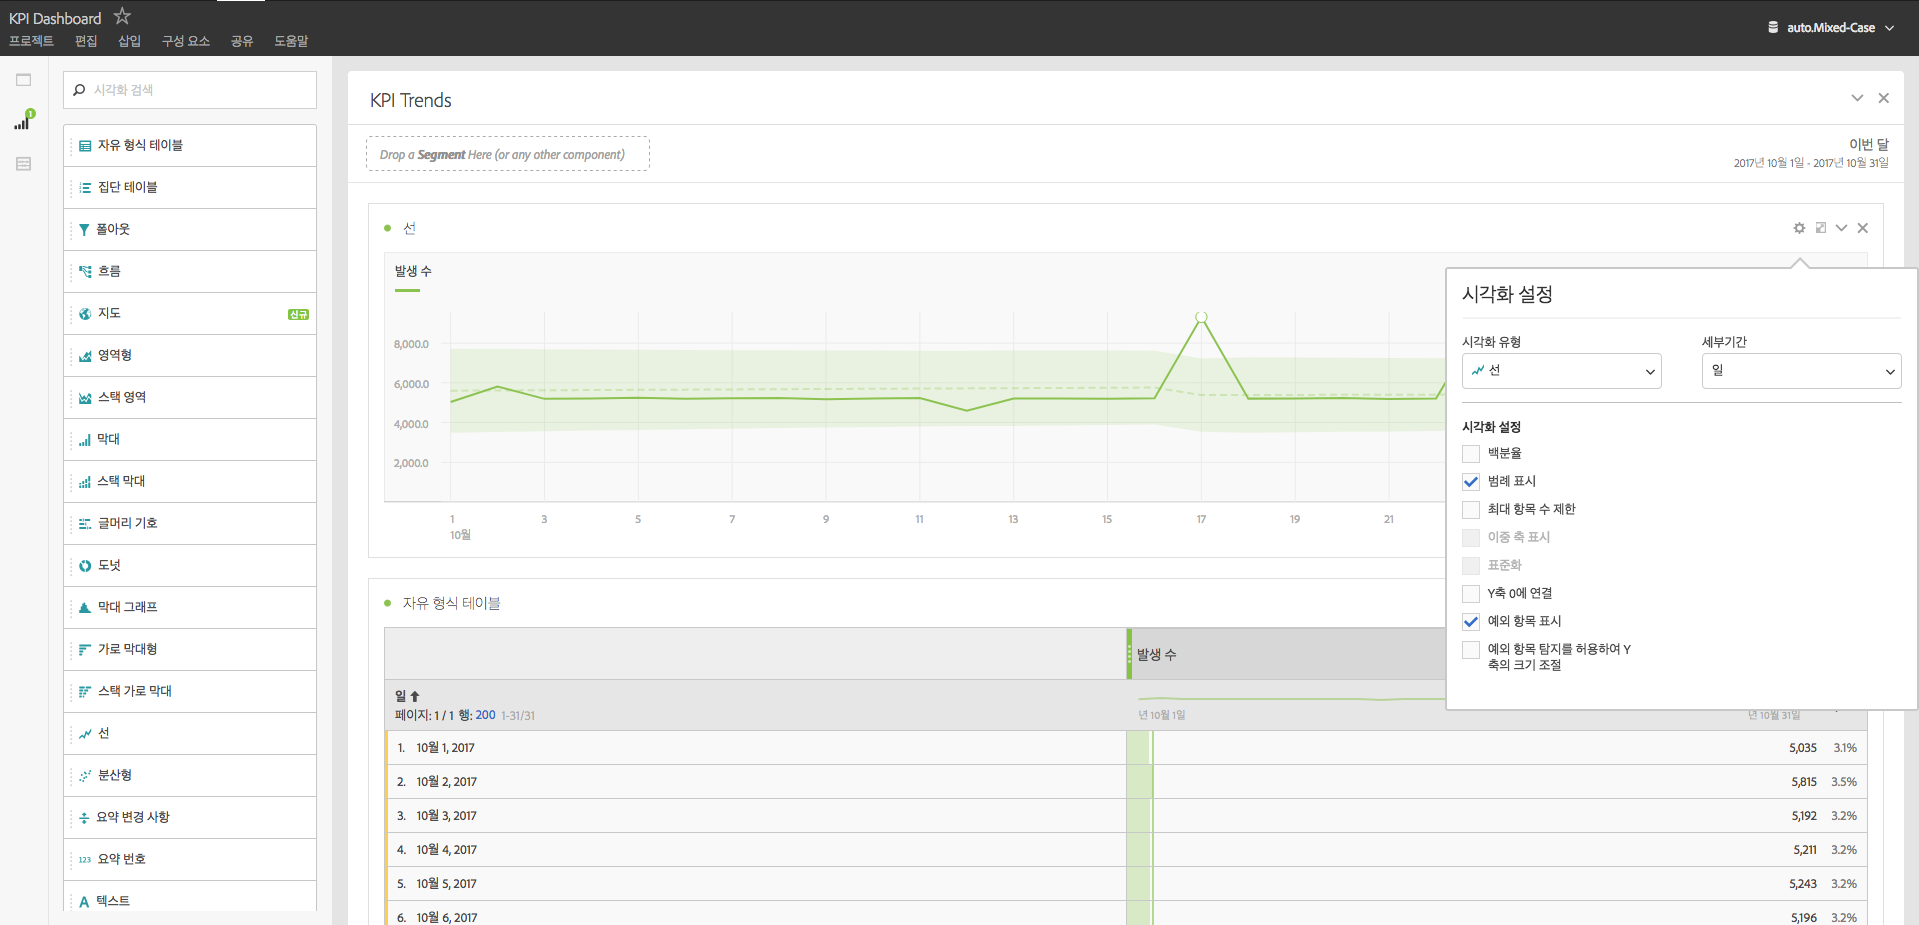 KPI Dashboard
프로젝트 편집 삽입 구성 요소 공유 도움말
auto.Mixed-Case
1
시각화 검색
자유 형식 테이블
집단 테이블
폴아웃
흐름
지도 신규
영역형
스택 영역
막대
스택 막대
글머리 기호
도넛
막대 그래프
가로 막대형
스택 가로 막대
선
분산형
요약 변경 사항
123 요약 번호
A 텍스트
KPI Trends
Drop a Segment Here (or any other component)
이번 달
2017년 10월 1일 - 2017년 10월 31일
선
발생 수
8,000.0
6,000.0
4,000.0
2,000.0
1 3 5 7 9 11 13 15 17 19 21
10월
시각화 설정
시각화 유형 세부기간
선 일
시각화 설정
백분율
범례 표시
최대 항목 수 제한
이중 축 표시
표준화
Y축 0에 연결
예외 항목 표시
예외 항목 탐지를 허용하여 Y
축의 크기 조절
자유 형식 테이블
발생 수
일
페이지: 1 / 1 행: 200 1-31/31
년 10월 1일 년 10월 31일
1. 10월 1, 2017 5,035 3.1%
2. 10월 2, 2017 5,815 3.5%
3. 10월 3, 2017 5,192 3.2%
4. 10월 4, 2017 5,211 3.2%
5. 10월 5, 2017 5,243 3.2%
6. 10월 6, 2017 5,196 3.2%